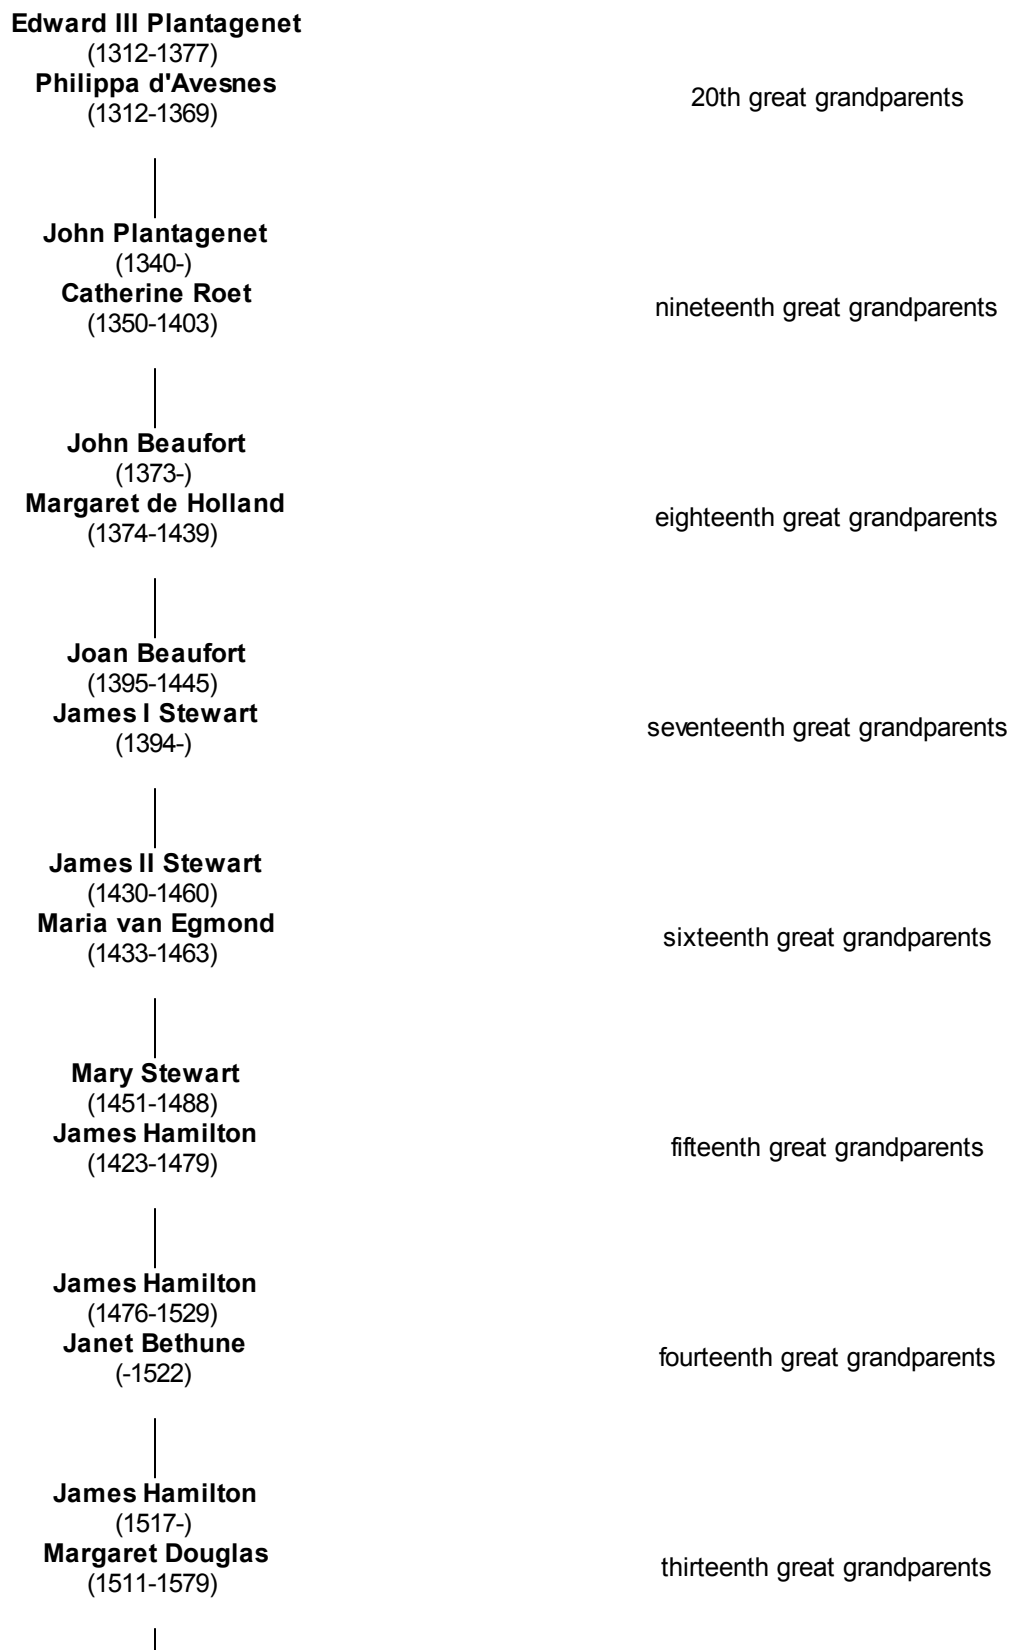 Edward III Plantagenet
(1312-1377)
Philippa d'Avesnes
(1312-1369)
20th great grandparents
John Plantagenet
(1340-)
Catherine Roet
(1350-1403)
nineteenth great grandparents
John Beaufort
(1373-)
Margaret de Holland
(1374-1439)
eighteenth great grandparents
Joan Beaufort
(1395-1445)
James I Stewart
(1394-)
seventeenth great grandparents
James II Stewart
(1430-1460)
Maria van Egmond
(1433-1463)
sixteenth great grandparents
Mary Stewart
(1451-1488)
James Hamilton
(1423-1479)
fifteenth great grandparents
James Hamilton
(1476-1529)
Janet Bethune
(-1522)
fourteenth great grandparents
James Hamilton
(1517-)
Margaret Douglas
(1511-1579)
thirteenth great grandparents